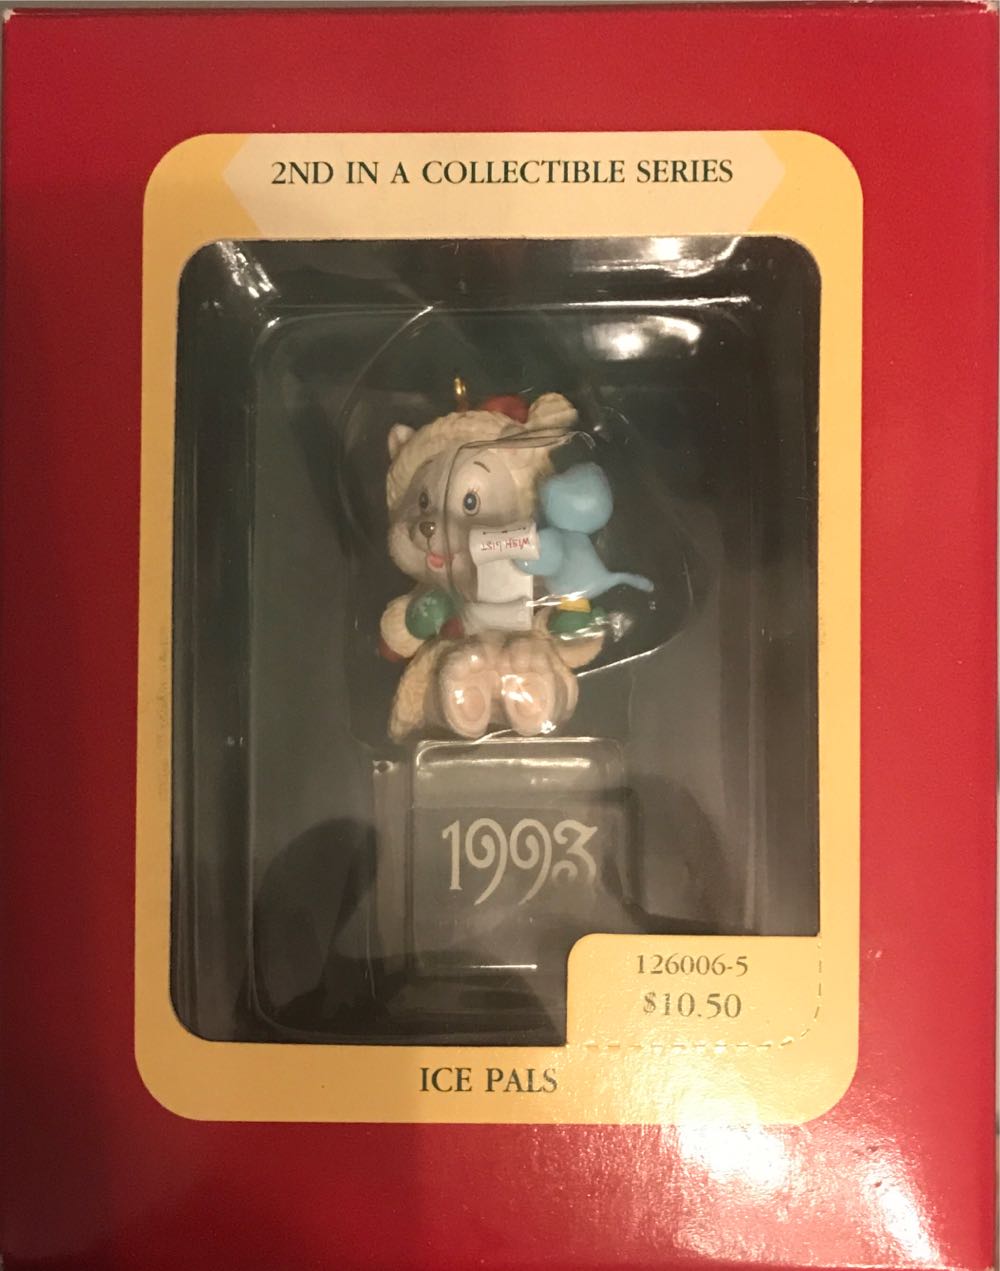 2ND IN A COLLECTIBLE SERIES
WISH LIST
1993
126006-5
$10.50
ICE PALS